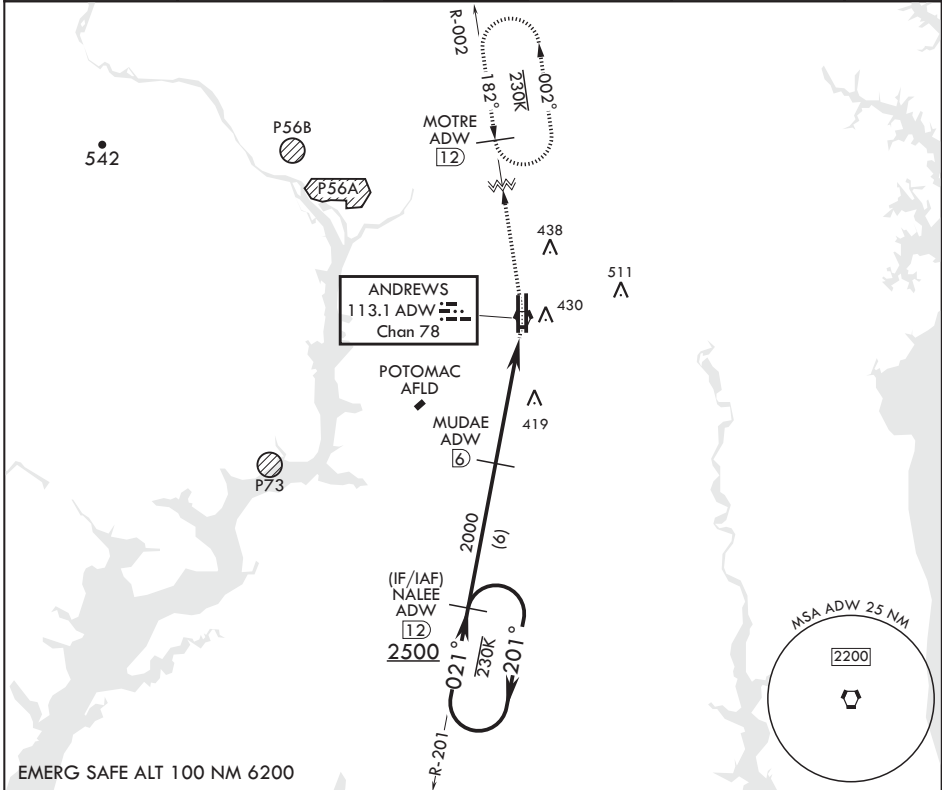 R-002
182°
230K
002°
MOTRE
ADW
12
P56B
542
P56A
438
511
ANDREWS
113.1 ADW
Chan 78
430
POTOMAC
AFLD
419
MUDAE
ADW
6
P73
2000
(6)
(IF/IAF)
NALEE
ADW
12
2500
021°
230K
201°
R-201
MSA ADW 25 NM
2200
EMERG SAFE ALT 100 NM 6200